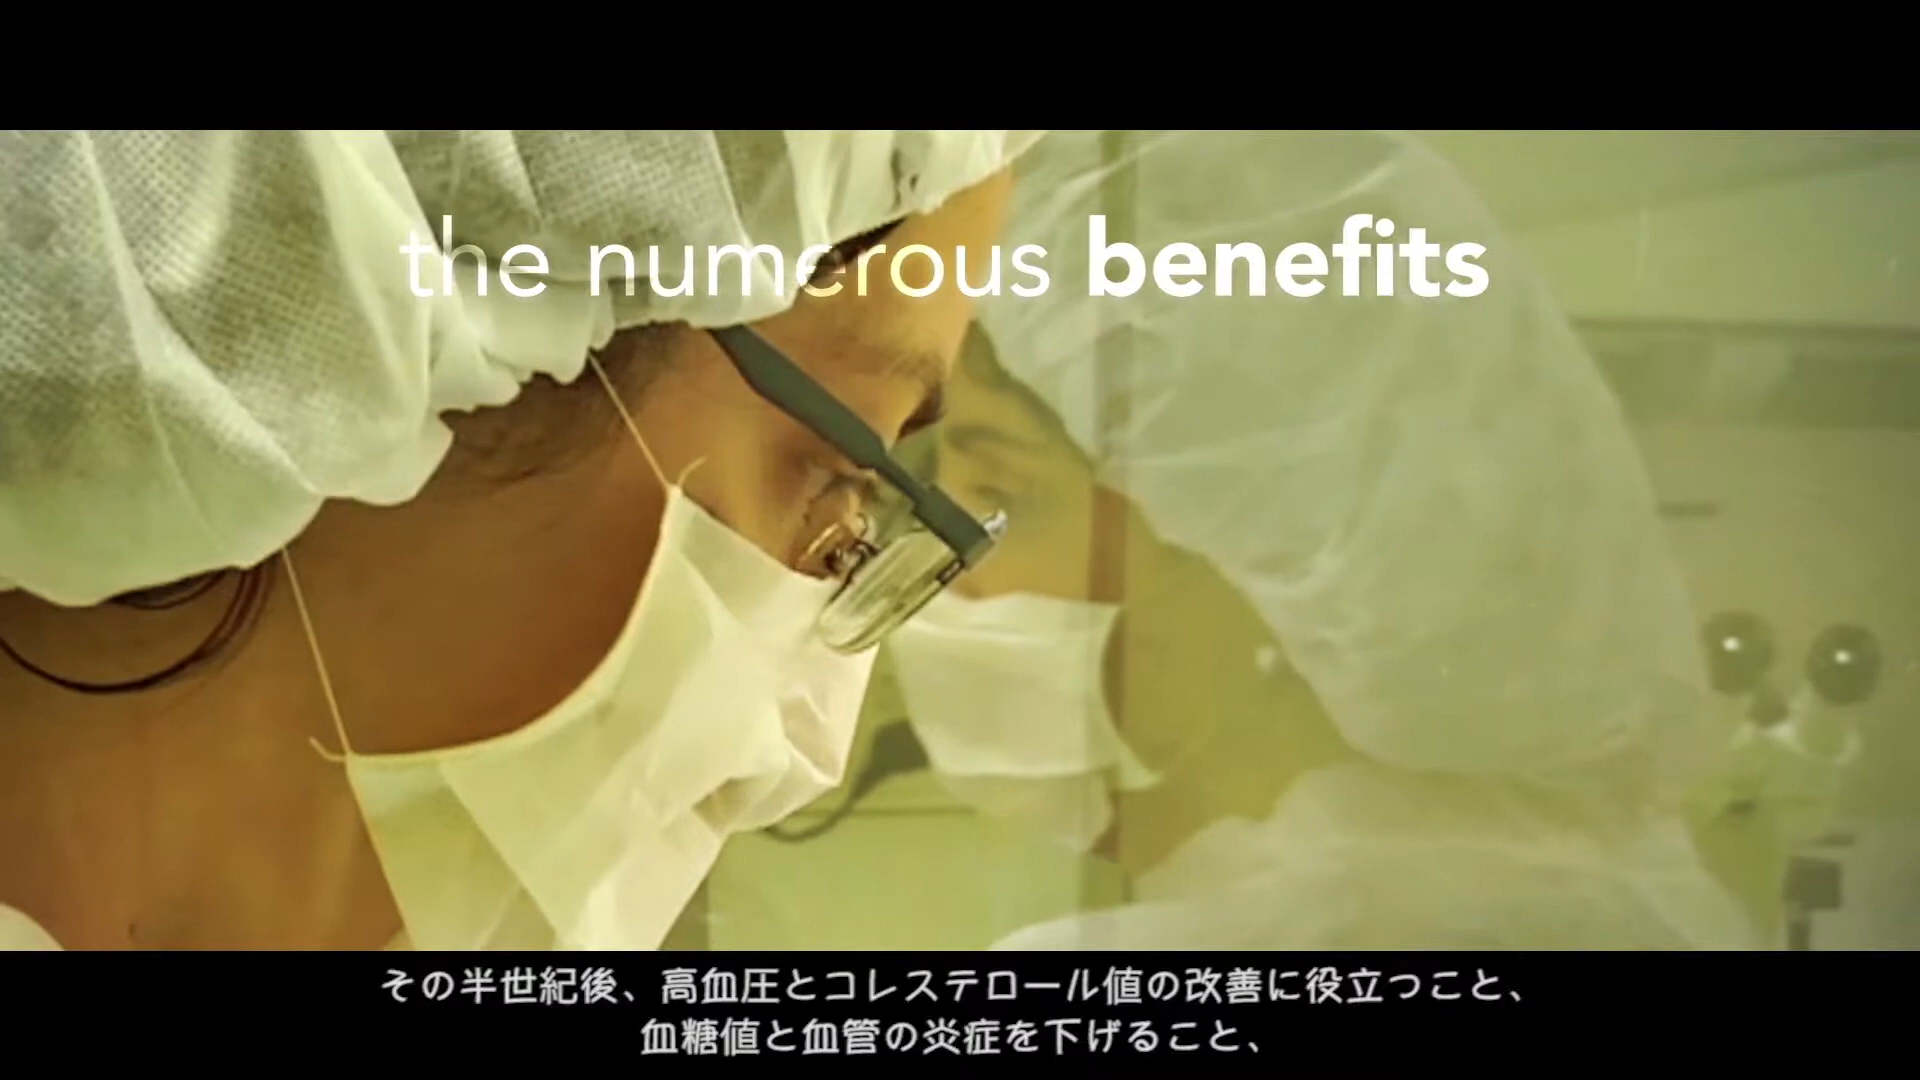 the numerous benefits
その半世紀後、高血圧とコレステロール値の改善に役立つこと、
血糖値と血管の炎症を下げること、